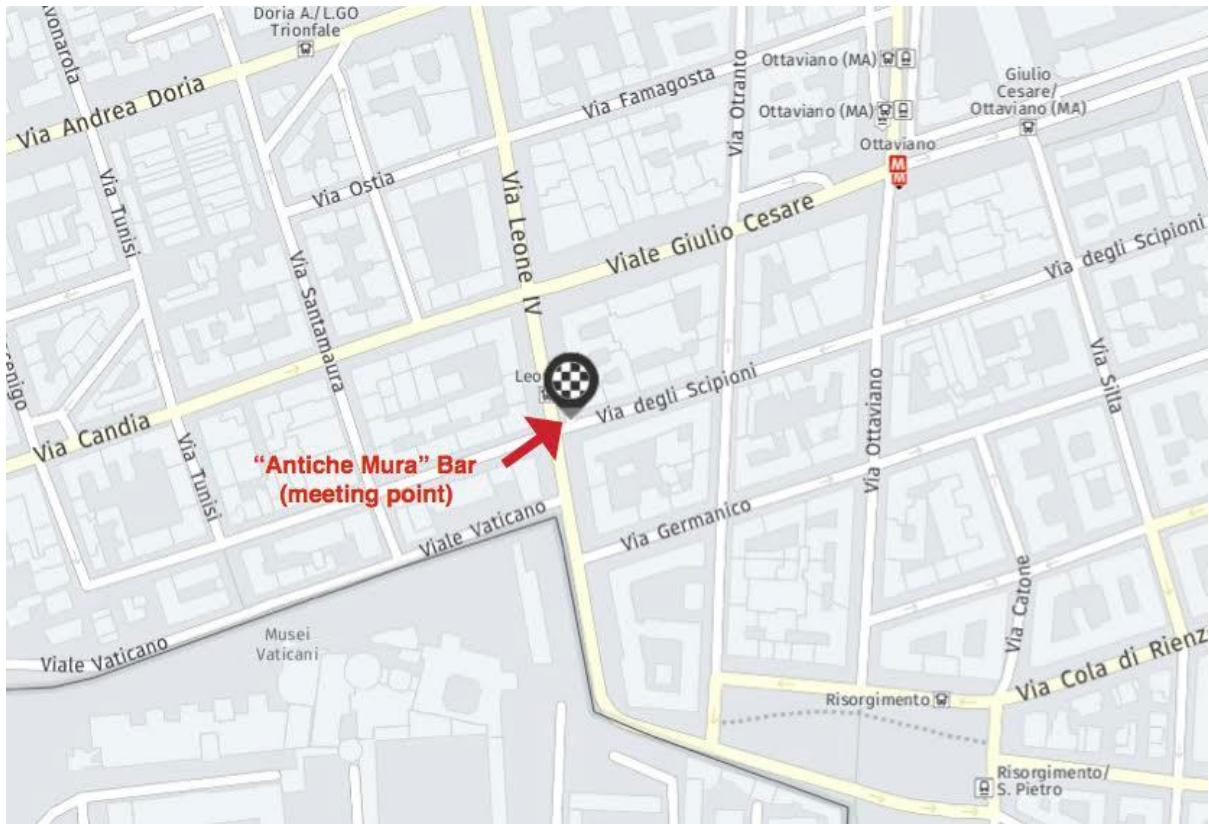 vonarola
Doria A./L.GO
Trionfale
Via Andrea Doria
Via Famagosta
Via Otranto
Ottaviano (MA)
Ottaviano (MA)
Ottaviano
Giulio
Cesare/
Ottaviano (MA)
M
M
Via Tunisi
Via Ostia
Via Leone IV
Viale Giulio Cesare
Via degli Scipioni
Via Santamaura
Leo
Via degli Scipioni
Via Ottaviano
Via Silla
cenigo
Via Candia
Via Tunisi
“Antiche Mura” Bar
(meeting point)
Viale Vaticano
Via Germanico
Via Catone
Musei
Vaticani
Viale Vaticano
Risorgimento
Via Cola di Rienz
Risorgimento/
S. Pietro